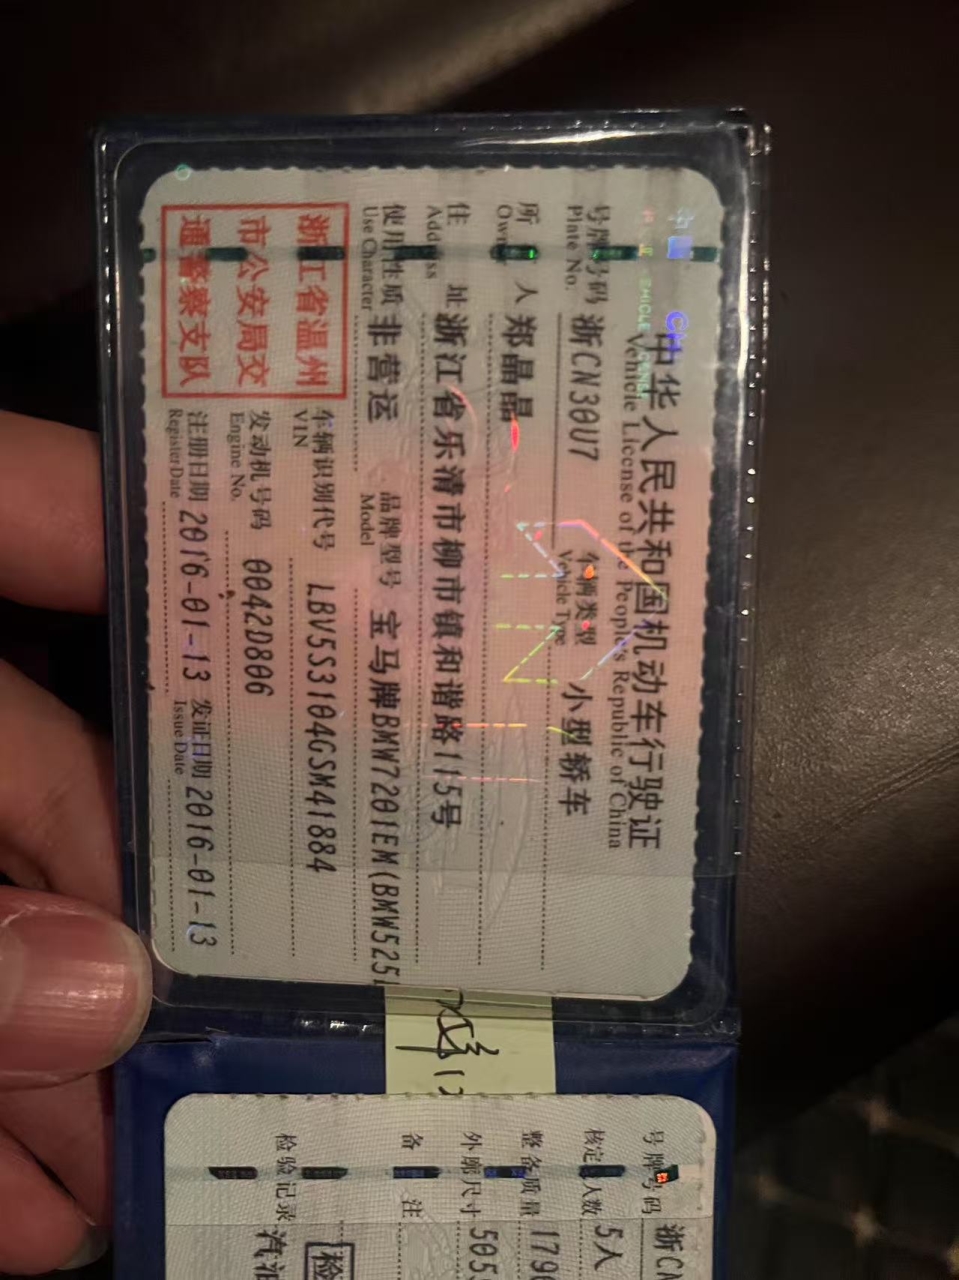 中华人民共和国机动车行驶证
Vehicle License of the People's Republic of China
号牌号码 浙CN30U7 车辆类型 小型轿车
Plate No. Vehicle Type
所有人 郑晶晶
Owner
住址 浙江省乐清市柳市镇和谐路115号
Address
使用性质 非营运 品牌型号 宝马牌BMW7201EM(BMW525
Use Character Model
浙江省温州
市公安局交
通警察支队
车辆识别代号 LBV5S3104GSM41884
VIN
发动机号码 0042D806
Engine No.
注册日期 2016-01-13 发证日期 2016-01-13
Register Date Issue Date
号牌号码 浙CN
核定人数 5人
整备质量 179
外廓尺寸 505
备注
检验记录